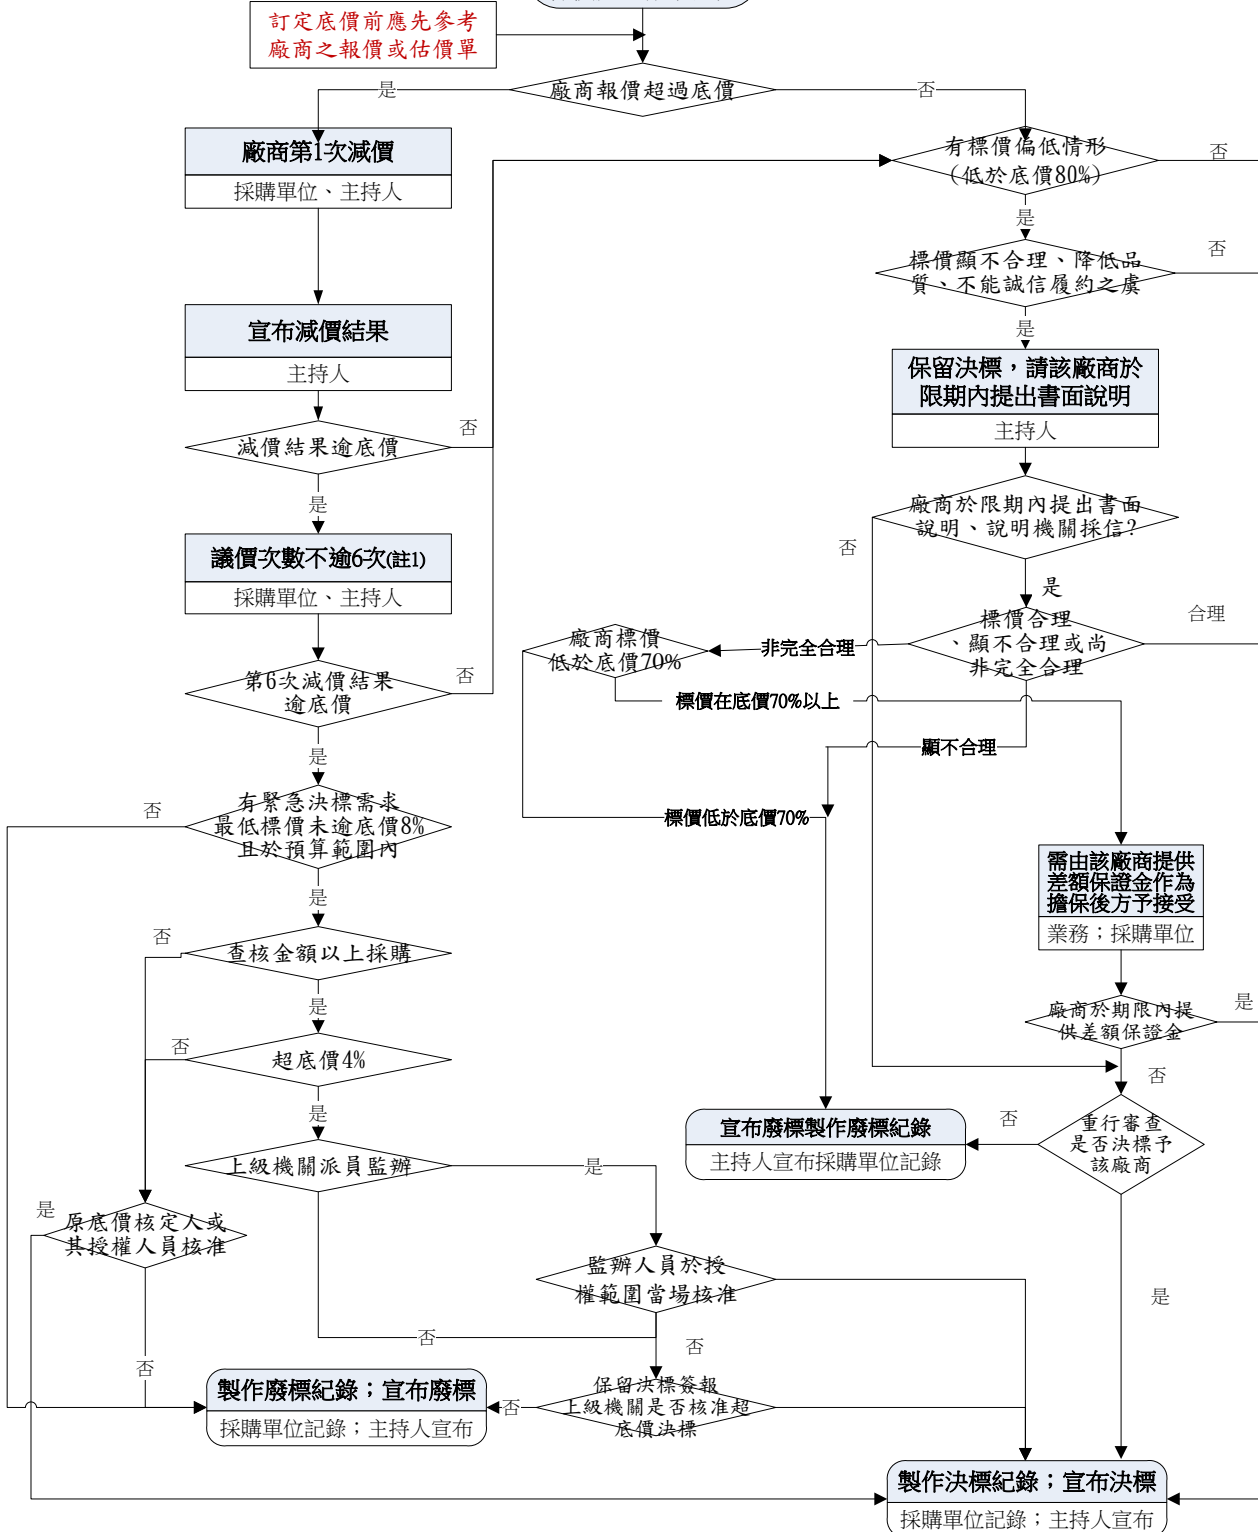 訂定底價前應先參考
廠商之報價或估價單
廠商報價超過底價
是
否
廠商第1次減價
採購單位、主持人
有標價偏低情形
(低於底價80%)
否
是
標價顯不合理、降低品
質、不能誠信履約之虞
否
是
宣布減價結果
主持人
保留決標，請該廠商於
限期內提出書面說明
主持人
減價結果逾底價
否
是
廠商於限期內提出書面
說明、說明機關採信?
否
是
議價次數不逾6次(註1)
採購單位、主持人
標價合理
、顯不合理或尚
非完全合理
合理
非完全合理
廠商標價
低於底價70%
第6次減價結果
逾底價
否
是
標價在底價70%以上
顯不合理
標價低於底價70%
有緊急決標需求
最低標價未逾底價8%
且於預算範圍內
否
是
需由該廠商提供
差額保證金作為
擔保後方予接受
業務；採購單位
查核金額以上採購
否
是
廠商於期限內提
供差額保證金
是
否
超底價4%
否
是
重行審查
是否決標予
該廠商
否
是
宣布廢標製作廢標紀錄
主持人宣布採購單位記錄
上級機關派員監辦
是
否
原底價核定人或
其授權人員核准
是
否
監辦人員於授
權範圍當場核准
否
保留決標簽報
上級機關是否核准超
底價決標
否
製作廢標紀錄；宣布廢標
採購單位記錄；主持人宣布
製作決標紀錄；宣布決標
採購單位記錄；主持人宣布